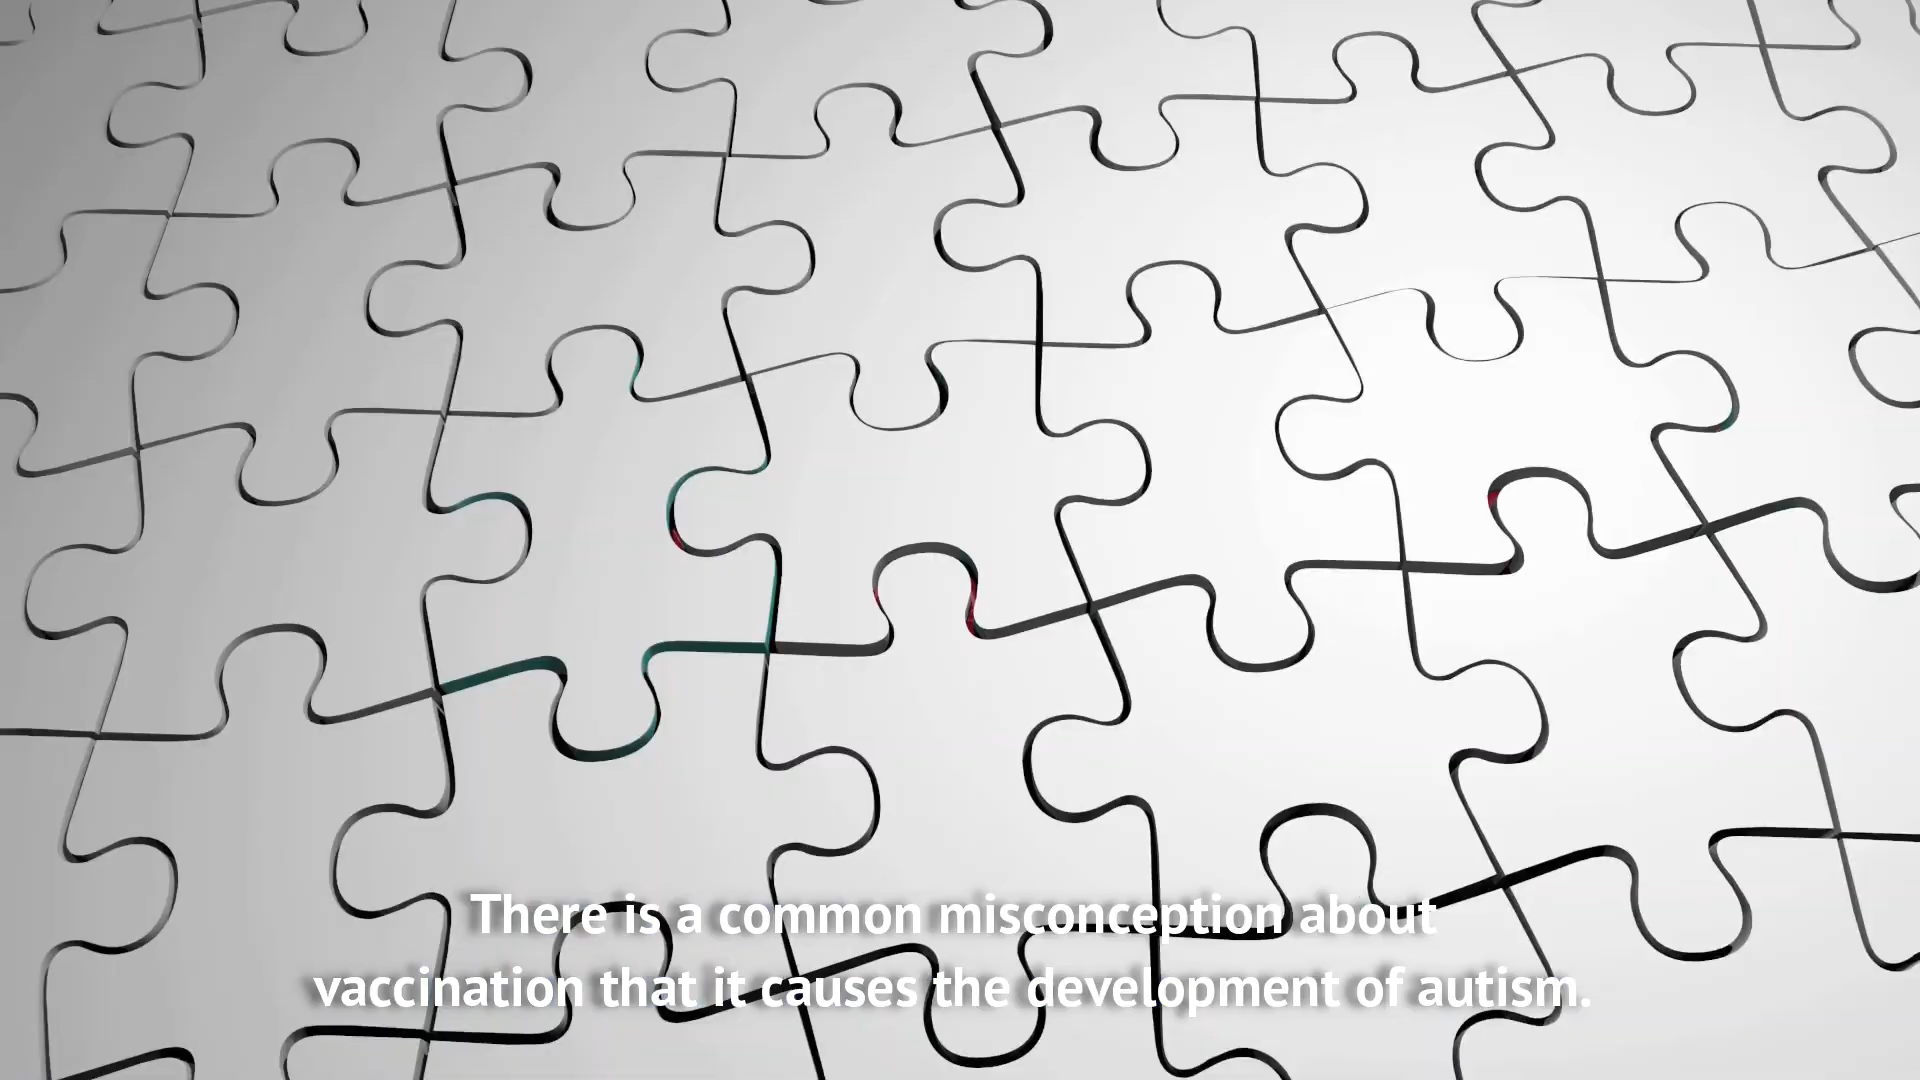 There is a common misconception about
vaccination that it causes the development of autism.